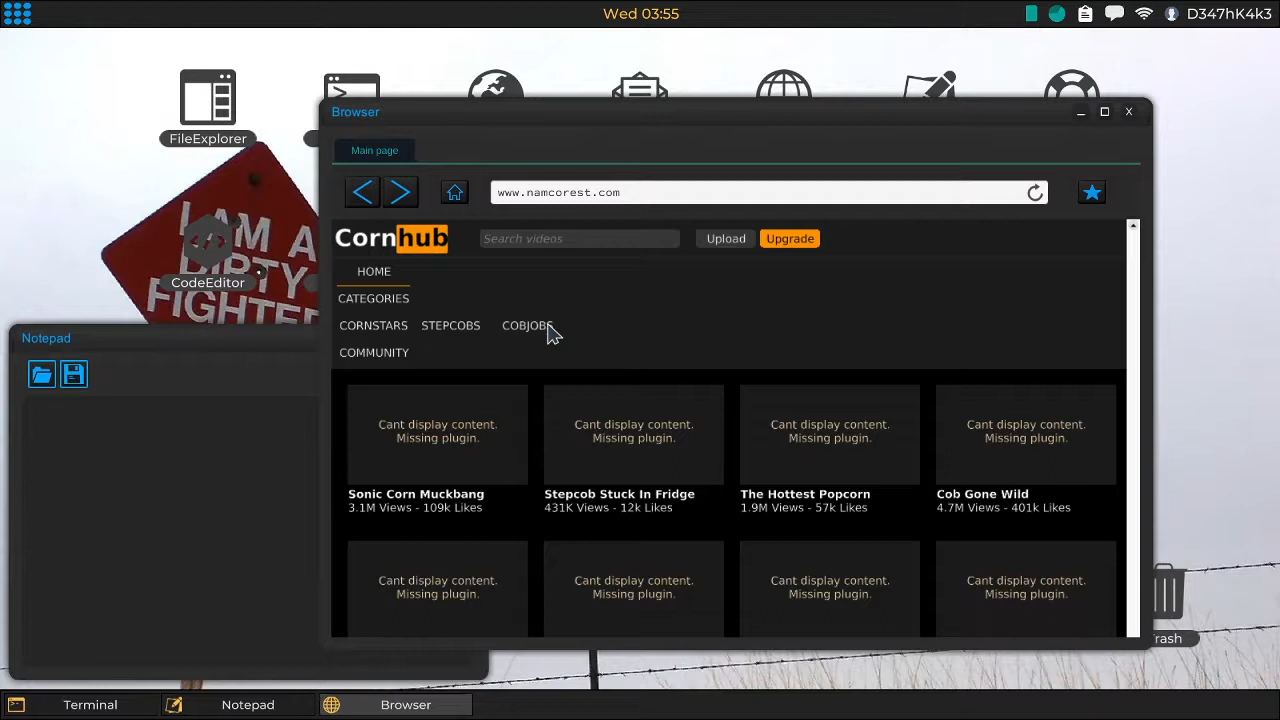 Wed 03:55
D347hK4k3
FileExplorer
I AM A
DIRTY
FIGHTER
CodeEditor
Browser
Main page
www.namcorest.com
Cornhub
Search videos
Upload
Upgrade
HOME
CATEGORIES
CORNSTARS STEPCOBS COBJOBS
COMMUNITY
Cant display content.
Missing plugin.
Cant display content.
Missing plugin.
Cant display content.
Missing plugin.
Cant display content.
Missing plugin.
Sonic Corn Muckbang
3.1M Views - 109k Likes
Stepcob Stuck In Fridge
431K Views - 12k Likes
The Hottest Popcorn
1.9M Views - 57k Likes
Cob Gone Wild
4.7M Views - 401k Likes
Cant display content.
Missing plugin.
Cant display content.
Missing plugin.
Cant display content.
Missing plugin.
Cant display content.
Missing plugin.
Notepad
Trash
Terminal
Notepad
Browser